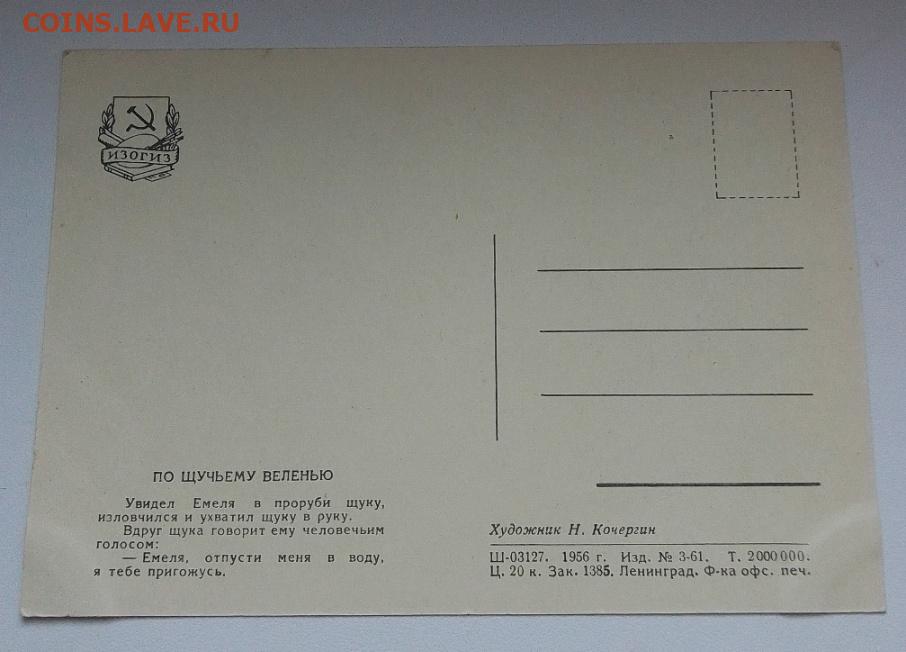 COINS.LAVE.RU
ИЗОГИЗ
ПО ЩУЧЬЕМУ ВЕЛЕНЬЮ
Увидел Емеля в проруби щуку,
изловчился и ухватил щуку в руку.
Вдруг щука говорит ему человечьим
голосом:
— Емеля, отпусти меня в воду,
я тебе пригожусь.
Художник Н. Кочергин
Ш-03127. 1956 г. Изд. № 3-61. Т. 2000000.
Ц. 20 к. Зак. 1385. Ленинград. Ф-ка офс. печ.